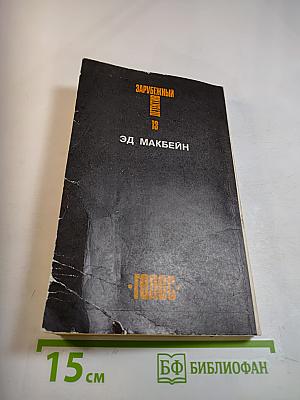 ЗАРУБЕЖНЫЙ
ДЕТЕКТИВ
13
ЭД МАКБЕЙН
·ГОЛОС·
15 см
БФ БИБЛИОФАН